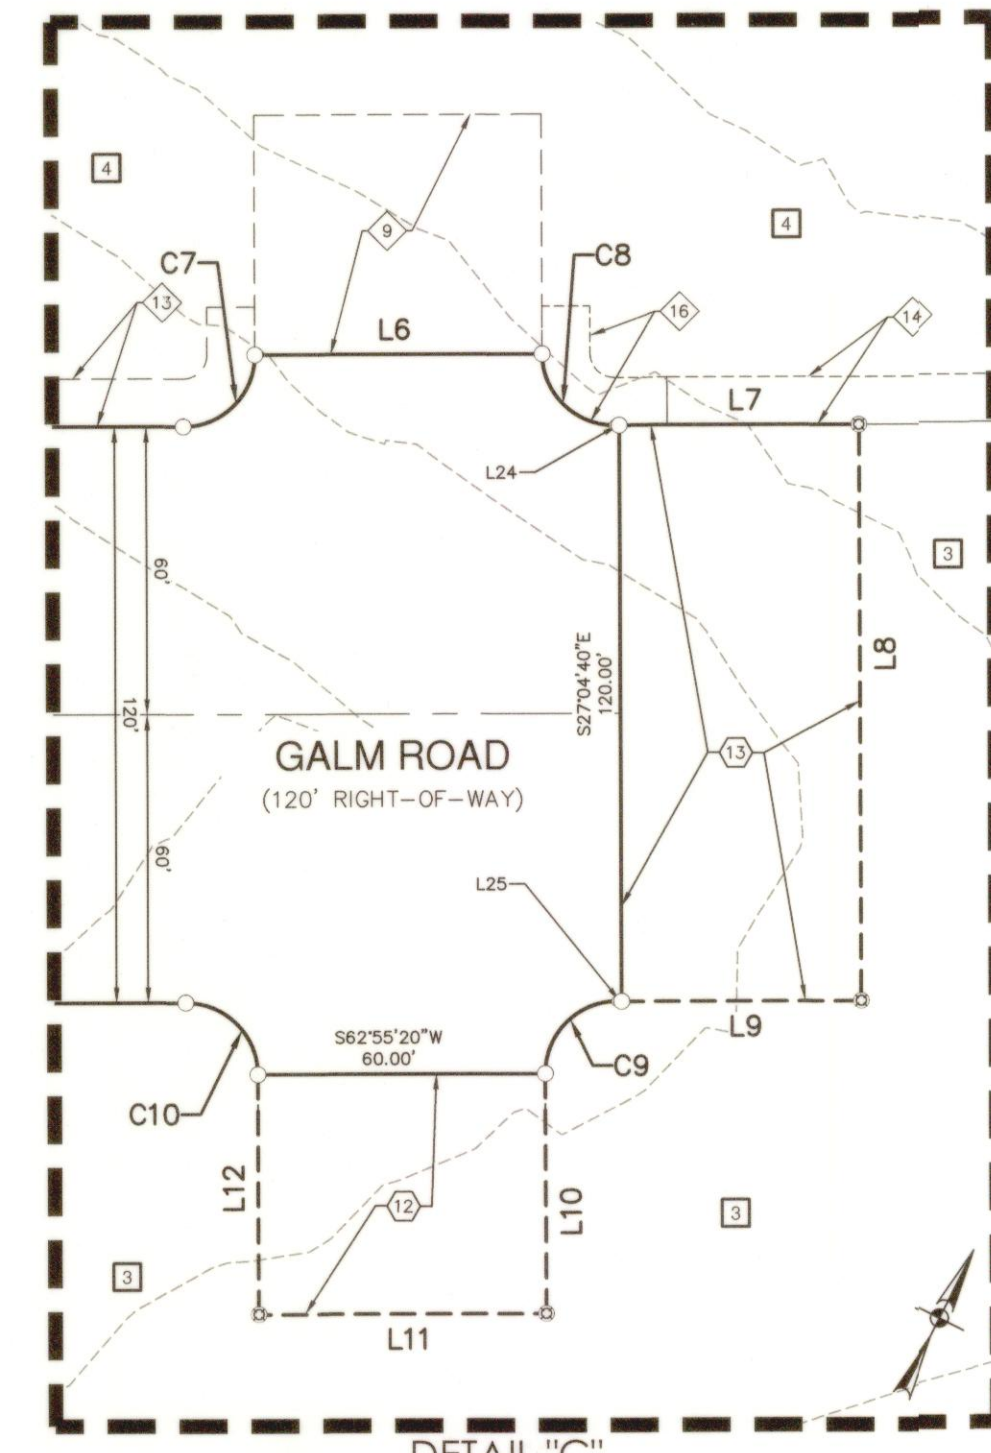 4
4
9
C7
C8
13
16
14
L6
L7
L24
3
60'
L8
S27°04'40"E
120.00'
120'
13
GALM ROAD
(120' RIGHT-OF-WAY)
60'
L25
L9
S62°55'20"W
60.00'
C9
C10
L12
12
L10
3
3
L11
DETAIL "C"